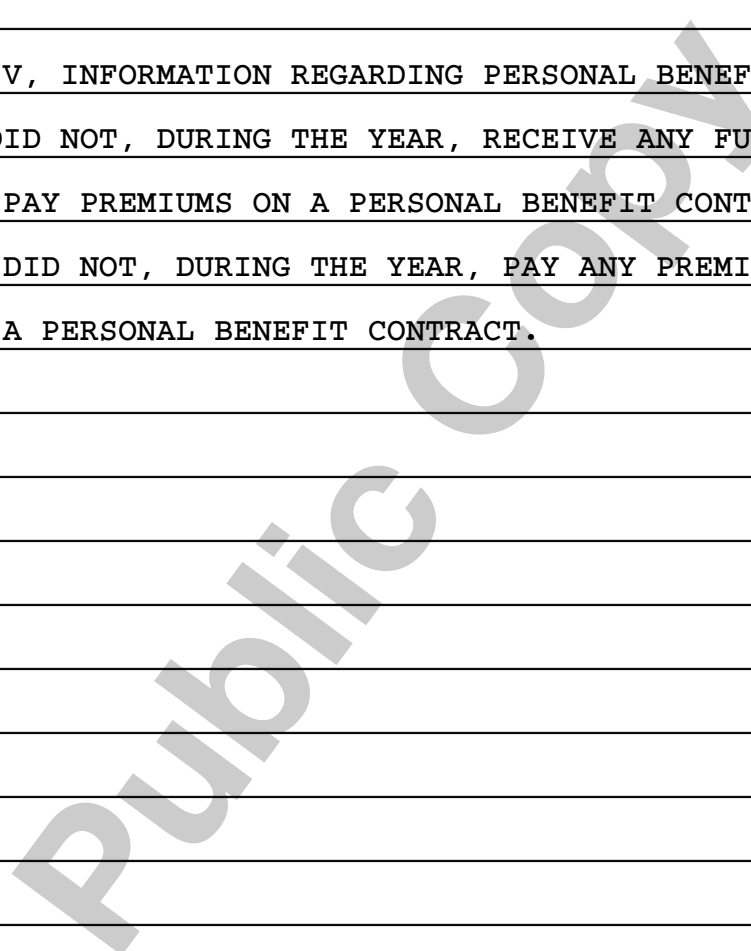 V, INFORMATION REGARDING PERSONAL BENEF
DID NOT, DURING THE YEAR, RECEIVE ANY FU
PAY PREMIUMS ON A PERSONAL BENEFIT CONT
DID NOT, DURING THE YEAR, PAY ANY PREMI
A PERSONAL BENEFIT CONTRACT.
Public Copy